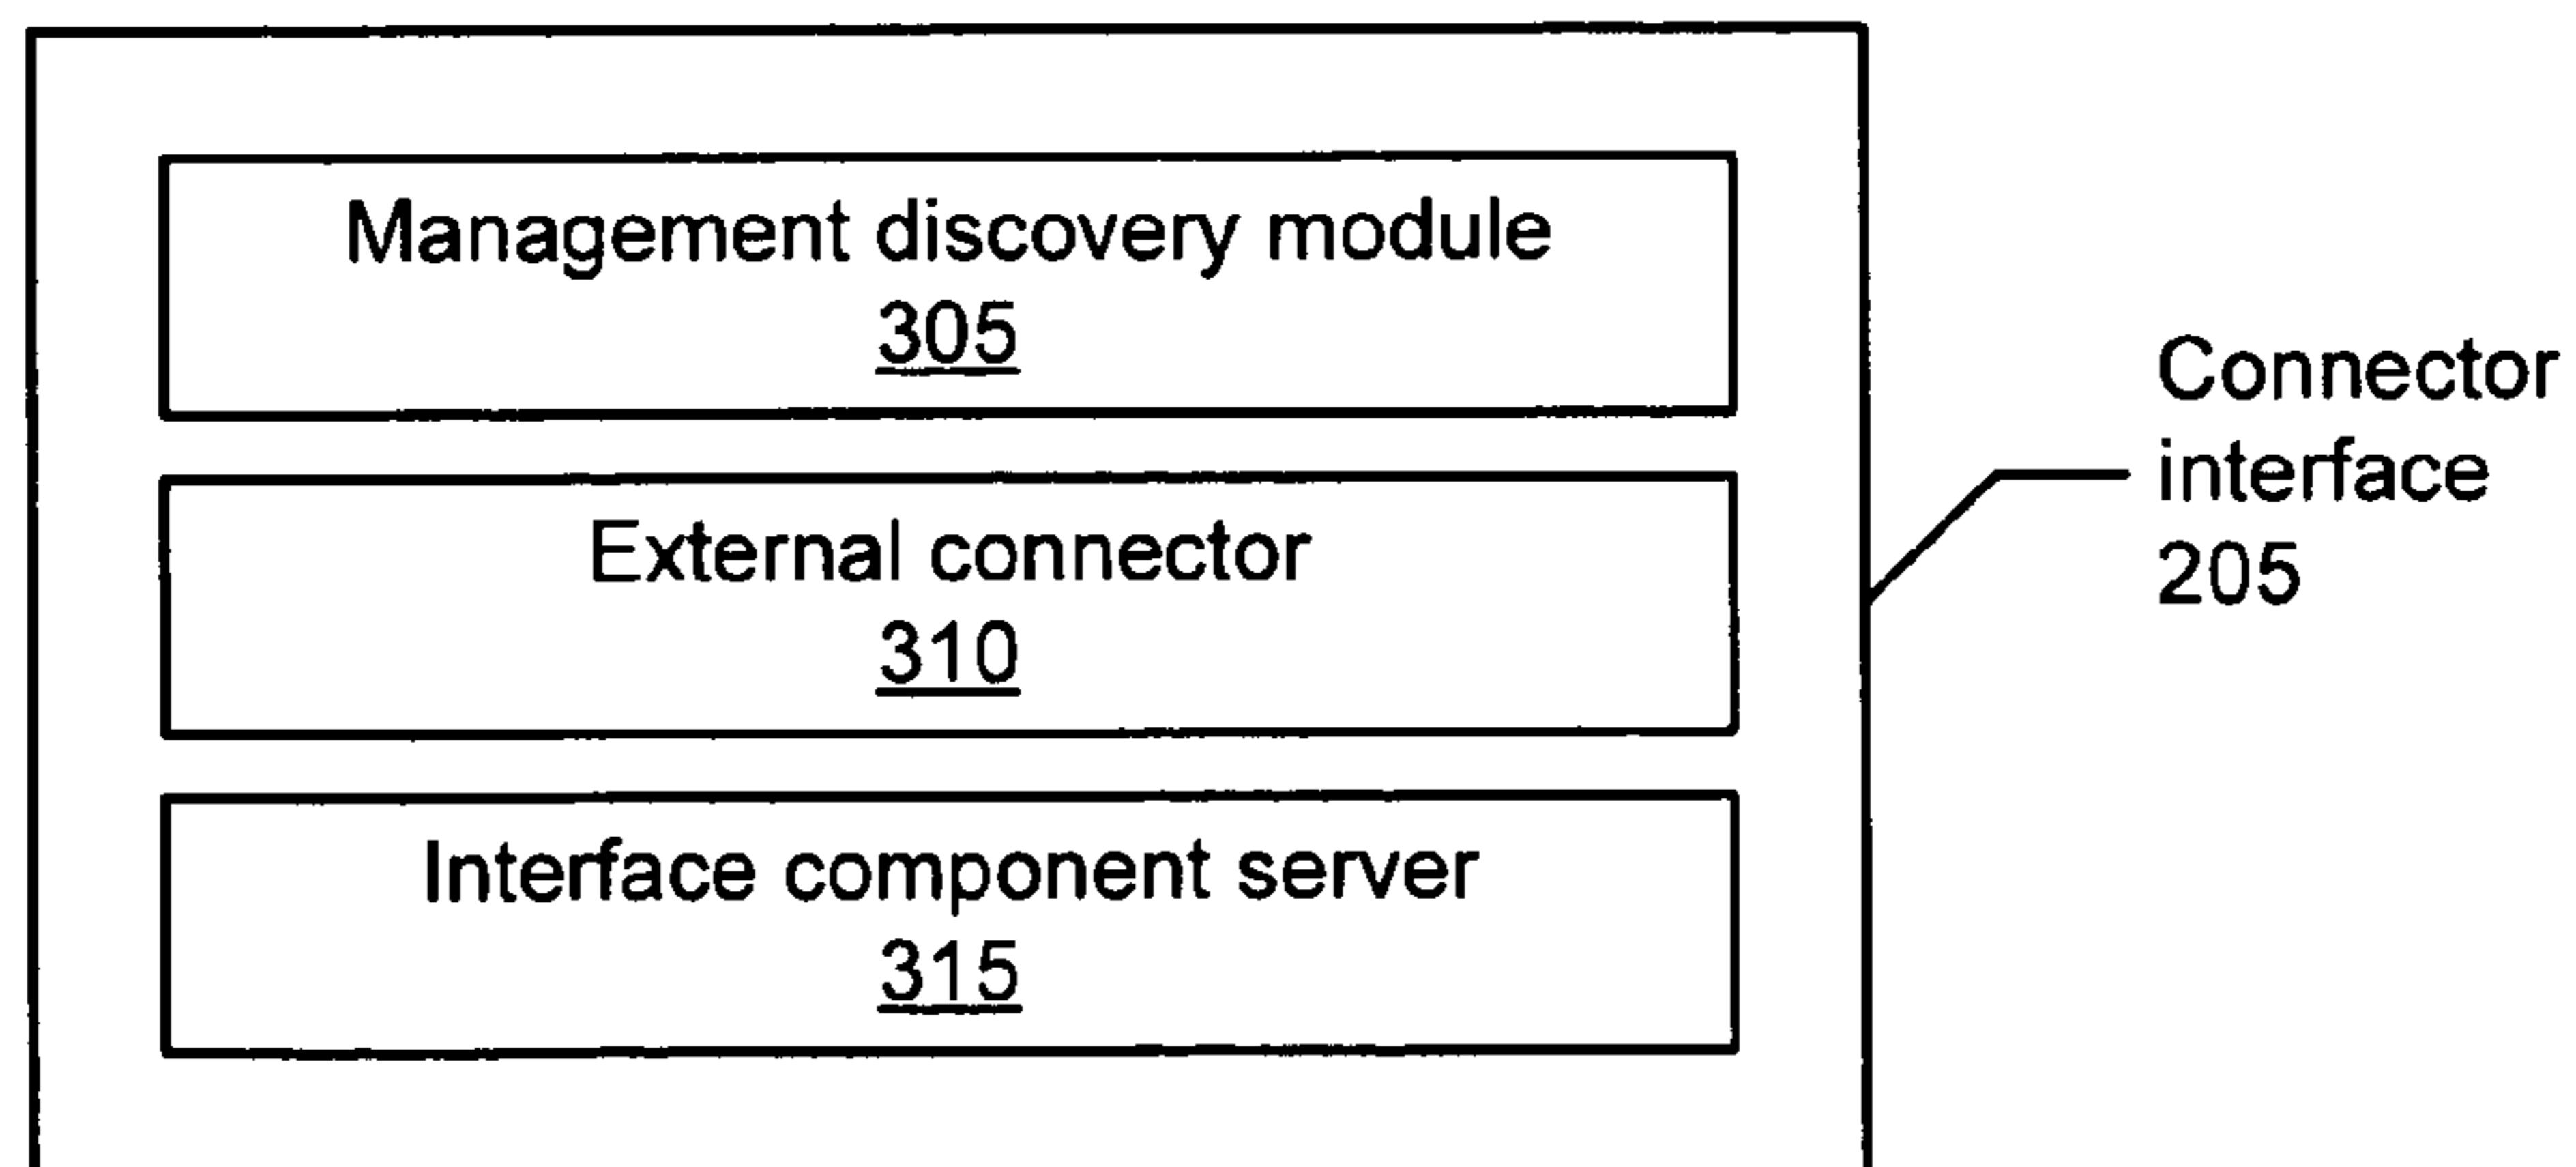 Management discovery module
305
External connector
310
Interface component server
315
Connector
interface
205